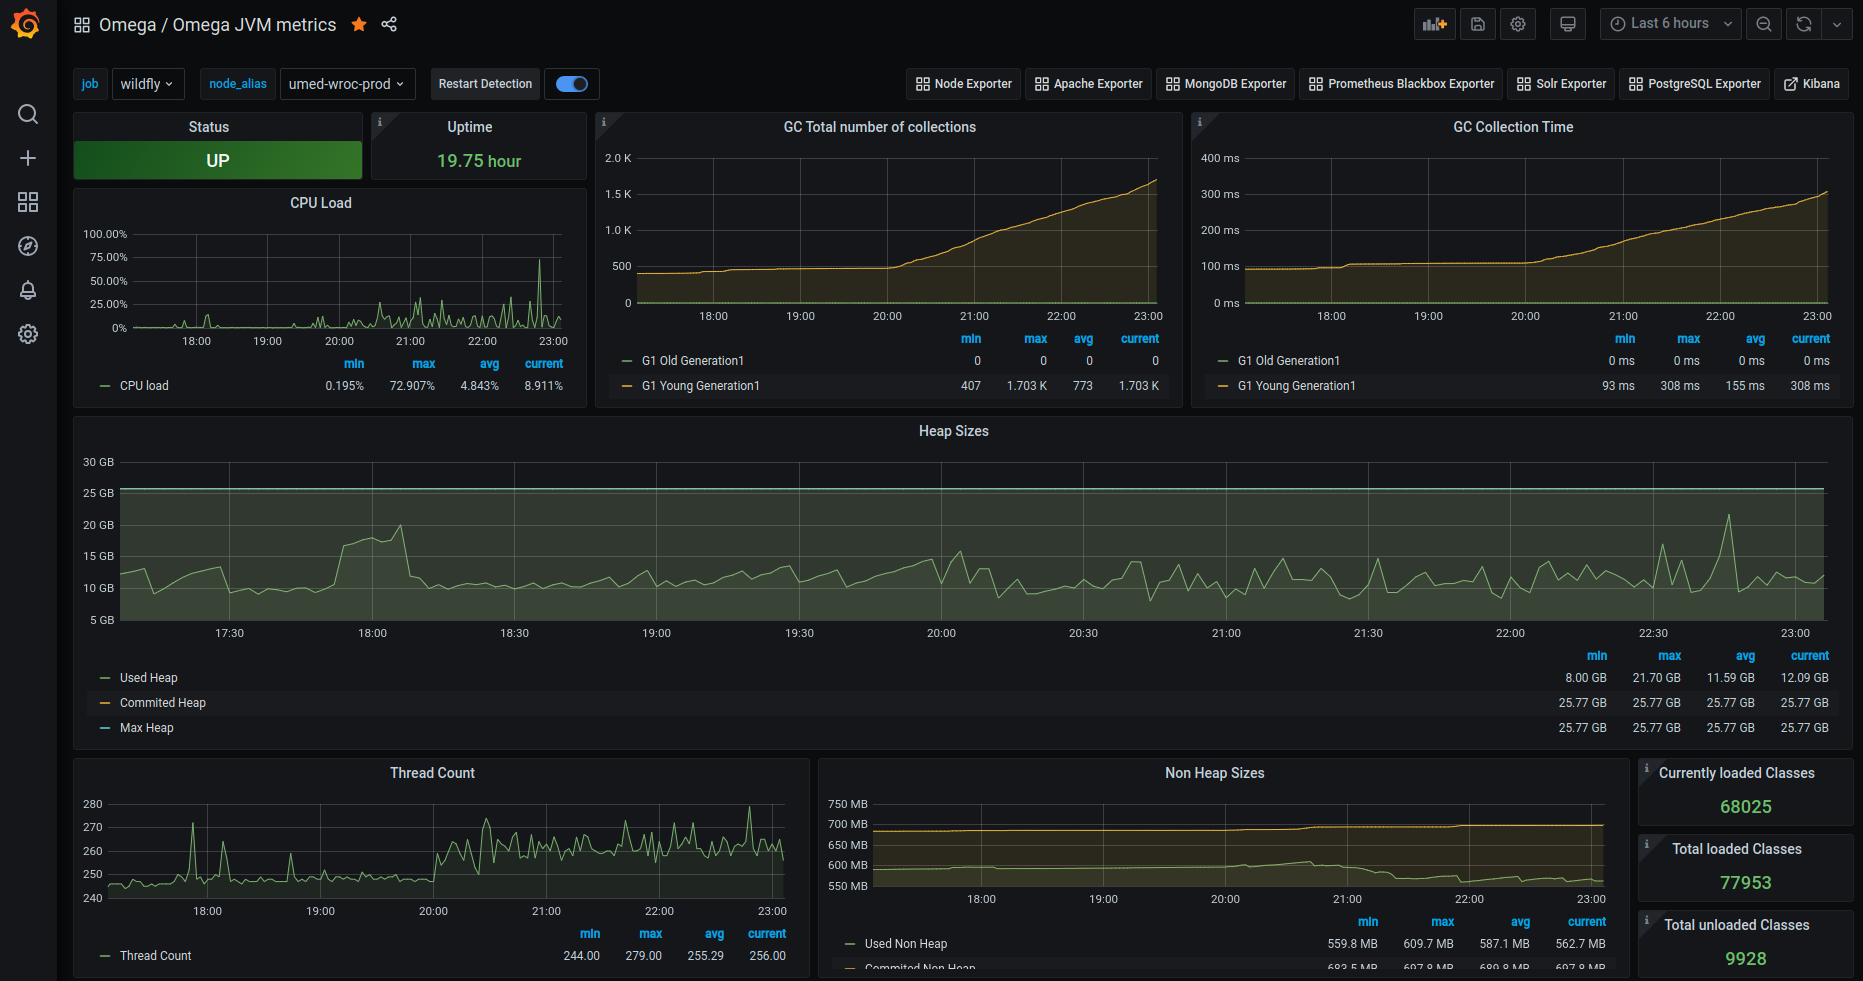 Omega / Omega JVM metrics
Last 6 hours
job wildfly node_alias umed-wroc-prod Restart Detection
Node Exporter Apache Exporter MongoDB Exporter Prometheus Blackbox Exporter Solr Exporter PostgreSQL Exporter Kibana
Status
UP
Uptime
19.75 hour
CPU Load
100.00%
75.00%
50.00%
25.00%
0%
18:00 19:00 20:00 21:00 22:00 23:00
min max avg current
CPU load 0.195% 72.907% 4.843% 8.911%
GC Total number of collections
2.0 K
1.5 K
1.0 K
500
0
18:00 19:00 20:00 21:00 22:00 23:00
min max avg current
G1 Old Generation1 0 0 0 0
G1 Young Generation1 407 1.703 K 773 1.703 K
GC Collection Time
400 ms
300 ms
200 ms
100 ms
0 ms
18:00 19:00 20:00 21:00 22:00 23:00
min max avg current
G1 Old Generation1 0 ms 0 ms 0 ms 0 ms
G1 Young Generation1 93 ms 308 ms 155 ms 308 ms
Heap Sizes
30 GB
25 GB
20 GB
15 GB
10 GB
5 GB
17:30 18:00 18:30 19:00 19:30 20:00 20:30 21:00 21:30 22:00 22:30 23:00
min max avg current
Used Heap 8.00 GB 21.70 GB 11.59 GB 12.09 GB
Commited Heap 25.77 GB 25.77 GB 25.77 GB 25.77 GB
Max Heap 25.77 GB 25.77 GB 25.77 GB 25.77 GB
Thread Count
280
270
260
250
240
18:00 19:00 20:00 21:00 22:00 23:00
min max avg current
Thread Count 244.00 279.00 255.29 256.00
Non Heap Sizes
750 MB
700 MB
650 MB
600 MB
550 MB
18:00 19:00 20:00 21:00 22:00 23:00
min max avg current
Used Non Heap 559.8 MB 609.7 MB 587.1 MB 562.7 MB
Commited Non Heap 683.5 MB 697.8 MB 689.8 MB 697.8 MB
Currently loaded Classes
68025
Total loaded Classes
77953
Total unloaded Classes
9928